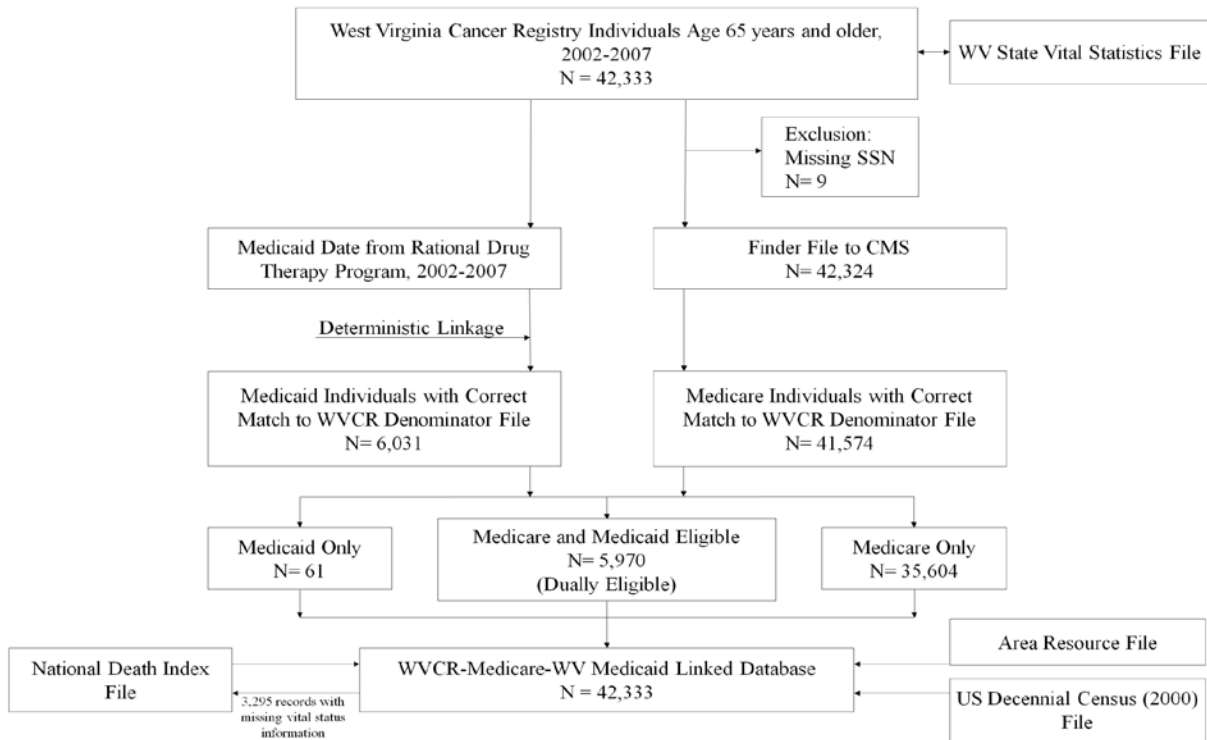 West Virginia Cancer Registry Individuals Age 65 years and older,
2002-2007
N = 42,333
WV State Vital Statistics File
Exclusion:
Missing SSN
N= 9
Medicaid Date from Rational Drug
Therapy Program, 2002-2007
Finder File to CMS
N= 42,324
Deterministic Linkage
Medicaid Individuals with Correct
Match to WVCR Denominator File
N= 6,031
Medicare Individuals with Correct
Match to WVCR Denominator File
N= 41,574
Medicaid Only
N= 61
Medicare and Medicaid Eligible
N= 5,970
(Dually Eligible)
Medicare Only
N= 35,604
National Death Index
File
3,295 records with
missing vital status
information
WVCR-Medicare-WV Medicaid Linked Database
N = 42,333
Area Resource File
US Decennial Census (2000)
File